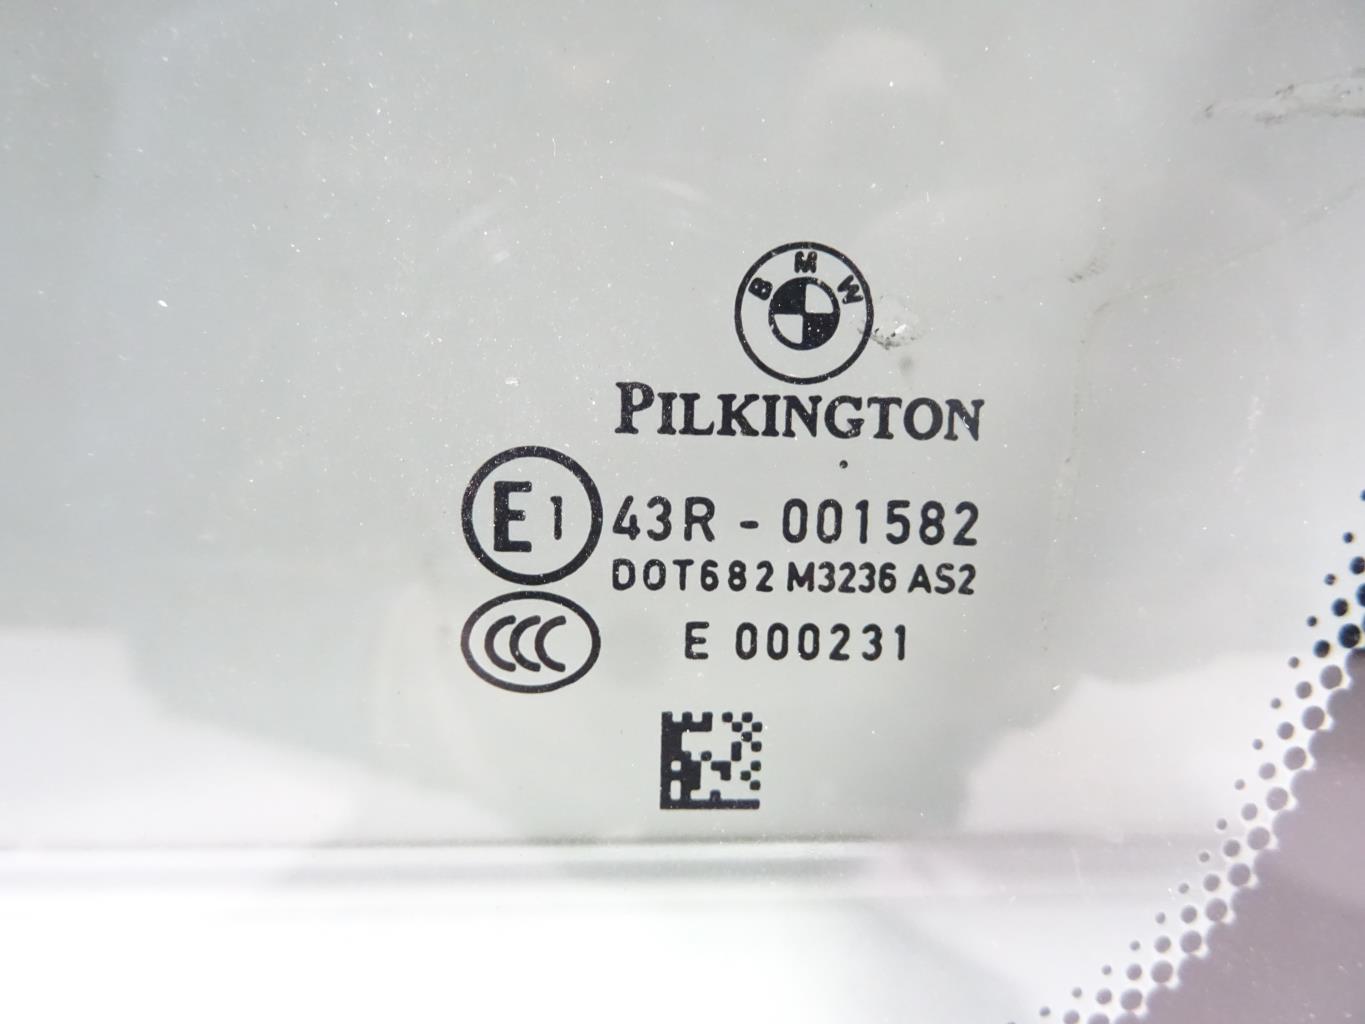 BMW
PILKINGTON
E1 43R - 001582
DOT682 M3236 AS2
CCC E 000231